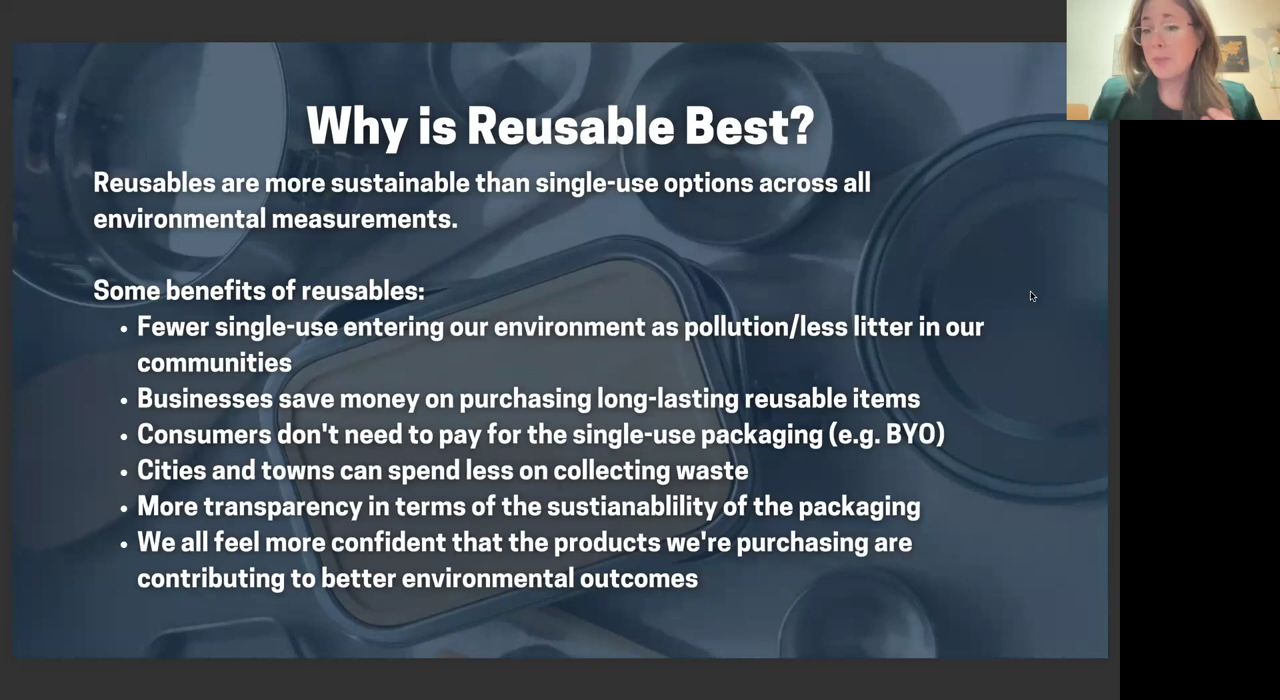 Why is Reusable Best?
Reusables are more sustainable than single-use options across all
environmental measurements.
Some benefits of reusables:
• Fewer single-use entering our environment as pollution/less litter in our
communities
• Businesses save money on purchasing long-lasting reusable items
• Consumers don't need to pay for the single-use packaging (e.g. BYO)
• Cities and towns can spend less on collecting waste
• More transparency in terms of the sustianablility of the packaging
• We all feel more confident that the products we're purchasing are
contributing to better environmental outcomes